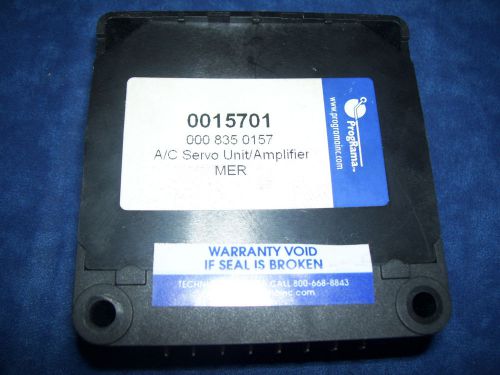 0015701
000 835 0157
A/C Servo Unit/Amplifier
MER
ProgRama
www.programainc.com
WARRANTY VOID
IF SEAL IS BROKEN
CALL 800-668-8843